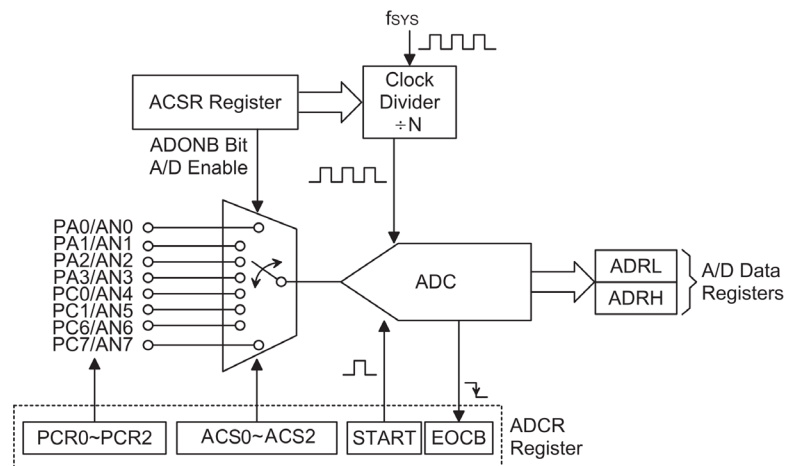 fSYS
ACSR Register
Clock
Divider
÷N
ADONB Bit
A/D Enable
PA0/AN0
PA1/AN1
PA2/AN2
PA3/AN3
PC0/AN4
PC1/AN5
PC6/AN6
PC7/AN7
ADC
ADRL
ADRH
A/D Data
Registers
PCR0~PCR2
ACS0~ACS2
START
EOCB
ADCR
Register